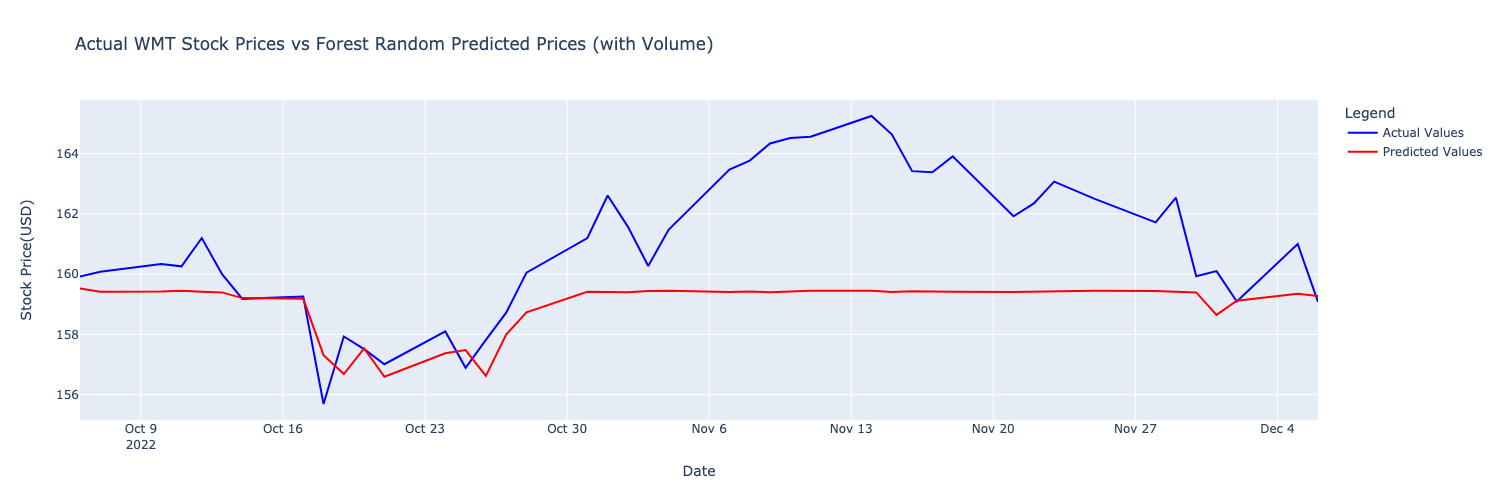 Actual WMT Stock Prices vs Forest Random Predicted Prices (with Volume)
Legend
Actual Values
Predicted Values
Stock Price(USD)
164
162
160
158
156
Oct 9
2022
Oct 16
Oct 23
Oct 30
Nov 6
Nov 13
Nov 20
Nov 27
Dec 4
Date